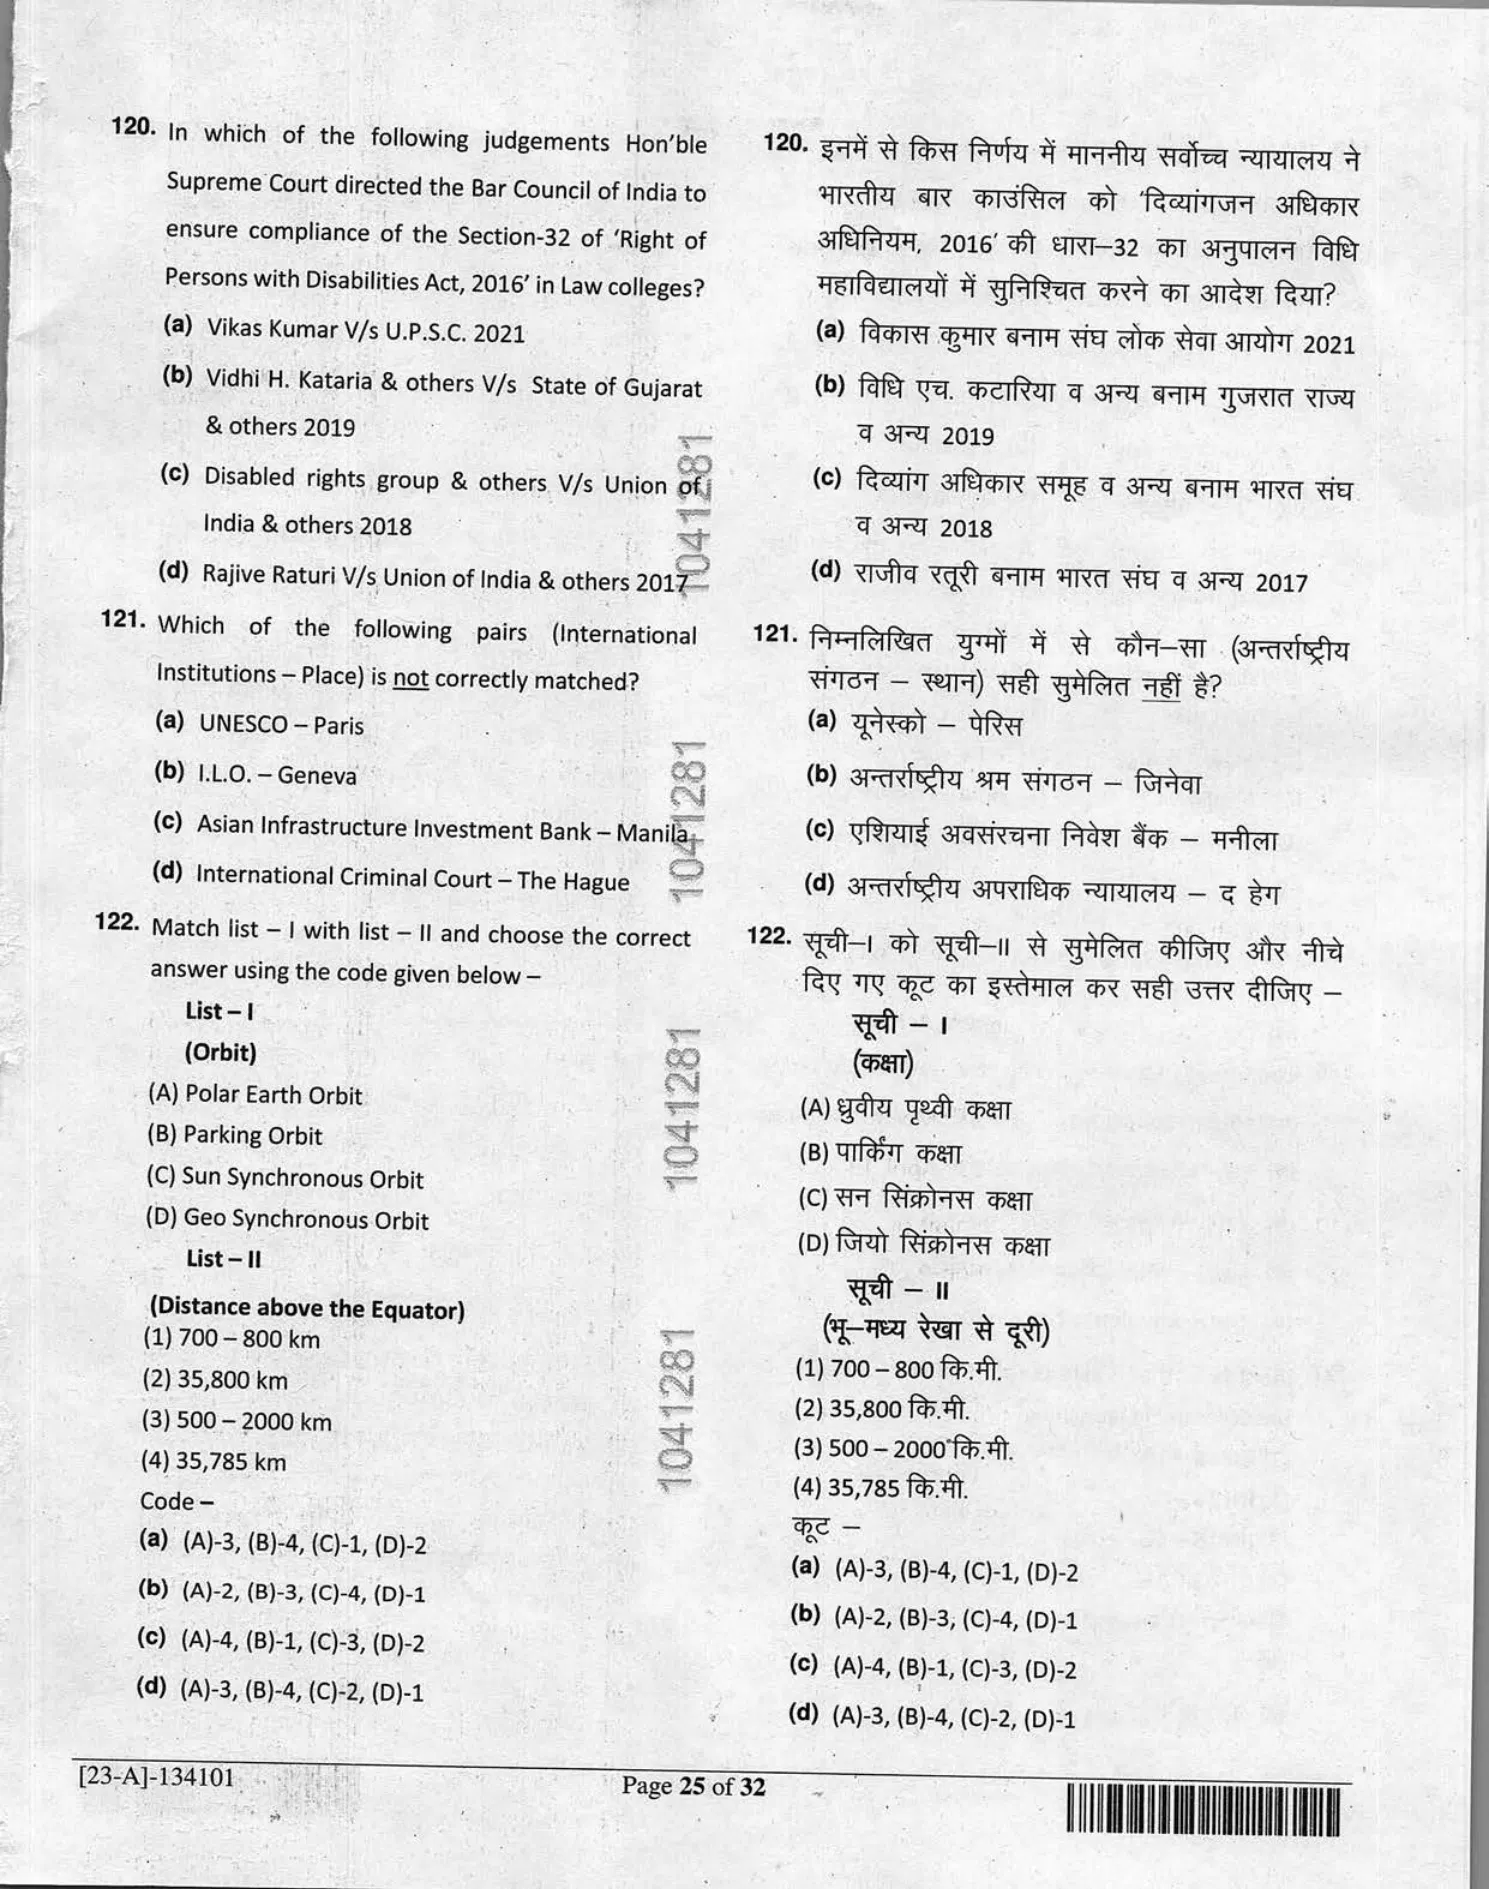 120. In which of the following judgements Hon'ble
Supreme Court directed the Bar Council of India to
ensure compliance of the Section-32 of 'Right of
Persons with Disabilities Act, 2016' in Law colleges?
(a) Vikas Kumar V/s U.P.S.C. 2021
(b) Vidhi H. Kataria & others V/s State of Gujarat
& others 2019
(c) Disabled rights group & others V/s Union of
India & others 2018
(d) Rajive Raturi V/s Union of India & others 2017
121. Which of the following pairs (International
Institutions – Place) is not correctly matched?
(a) UNESCO – Paris
(b) I.L.O. – Geneva
(c) Asian Infrastructure Investment Bank – Manila
(d) International Criminal Court – The Hague
122. Match list – I with list – II and choose the correct
answer using the code given below –
List – I
(Orbit)
(A) Polar Earth Orbit
(B) Parking Orbit
(C) Sun Synchronous Orbit
(D) Geo Synchronous Orbit
List – II
(Distance above the Equator)
(1) 700 – 800 km
(2) 35,800 km
(3) 500 – 2000 km
(4) 35,785 km
Code –
(a) (A)-3, (B)-4, (C)-1, (D)-2
(b) (A)-2, (B)-3, (C)-4, (D)-1
(c) (A)-4, (B)-1, (C)-3, (D)-2
(d) (A)-3, (B)-4, (C)-2, (D)-1
1041281
1041281
1041281
1041281
120. इनमें से किस निर्णय में माननीय सर्वोच्च न्यायालय ने
भारतीय बार काउंसिल को 'दिव्यांगजन अधिकार
अधिनियम, 2016' की धारा–32 का अनुपालन विधि
महाविद्यालयों में सुनिश्चित करने का आदेश दिया?
(a) विकास कुमार बनाम संघ लोक सेवा आयोग 2021
(b) विधि एच. कटारिया व अन्य बनाम गुजरात राज्य
व अन्य 2019
(c) दिव्यांग अधिकार समूह व अन्य बनाम भारत संघ
व अन्य 2018
(d) राजीव रतूरी बनाम भारत संघ व अन्य 2017
121. निम्नलिखित युग्मों में से कौन–सा (अन्तर्राष्ट्रीय
संगठन – स्थान) सही सुमेलित नहीं है?
(a) यूनेस्को – पेरिस
(b) अन्तर्राष्ट्रीय श्रम संगठन – जिनेवा
(c) एशियाई अवसंरचना निवेश बैंक – मनीला
(d) अन्तर्राष्ट्रीय अपराधिक न्यायालय – द हेग
122. सूची–I को सूची–II से सुमेलित कीजिए और नीचे
दिए गए कूट का इस्तेमाल कर सही उत्तर दीजिए –
सूची – I
(कक्षा)
(A) ध्रुवीय पृथ्वी कक्षा
(B) पार्किंग कक्षा
(C) सन सिंक्रोनस कक्षा
(D) जियो सिंक्रोनस कक्षा
सूची – II
(भू–मध्य रेखा से दूरी)
(1) 700 – 800 कि.मी.
(2) 35,800 कि.मी.
(3) 500 – 2000 कि.मी.
(4) 35,785 कि.मी.
कूट –
(a) (A)-3, (B)-4, (C)-1, (D)-2
(b) (A)-2, (B)-3, (C)-4, (D)-1
(c) (A)-4, (B)-1, (C)-3, (D)-2
(d) (A)-3, (B)-4, (C)-2, (D)-1
[23-A]-134101
Page 25 of 32